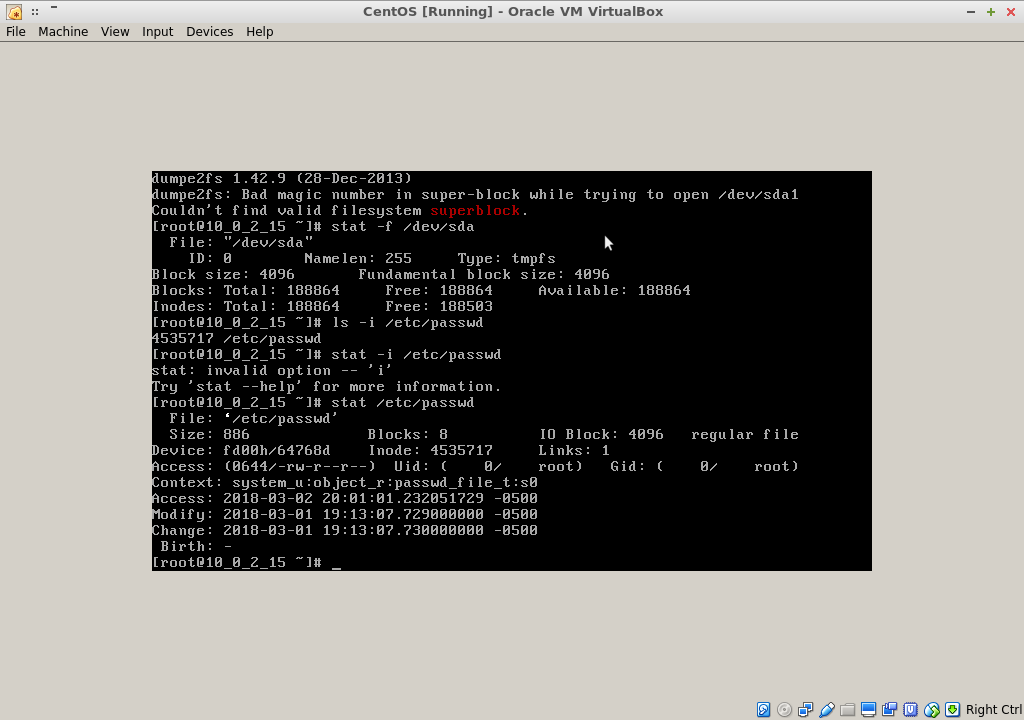 CentOS [Running] - Oracle VM VirtualBox
File Machine View Input Devices Help
dumpe2fs 1.42.9 (28-Dec-2013)
dumpe2fs: Bad magic number in super-block while trying to open /dev/sda1
Couldn't find valid filesystem superblock.
[root@10_0_2_15 ~]# stat -f /dev/sda
  File: "/dev/sda"
    ID: 0        Namelen: 255     Type: tmpfs
Block size: 4096       Fundamental block size: 4096
Blocks: Total: 188864     Free: 188864     Available: 188864
Inodes: Total: 188864     Free: 188503
[root@10_0_2_15 ~]# ls -i /etc/passwd
4535717 /etc/passwd
[root@10_0_2_15 ~]# stat -i /etc/passwd
stat: invalid option -- 'i'
Try 'stat --help' for more information.
[root@10_0_2_15 ~]# stat /etc/passwd
  File: ‘/etc/passwd’
  Size: 886             Blocks: 8          IO Block: 4096   regular file
Device: fd00h/64768d    Inode: 4535717     Links: 1
Access: (0644/-rw-r--r--)  Uid: (    0/    root)   Gid: (    0/    root)
Context: system_u:object_r:passwd_file_t:s0
Access: 2018-03-02 20:01:01.232051729 -0500
Modify: 2018-03-01 19:13:07.729000000 -0500
Change: 2018-03-01 19:13:07.730000000 -0500
 Birth: -
[root@10_0_2_15 ~]# _
Right Ctrl